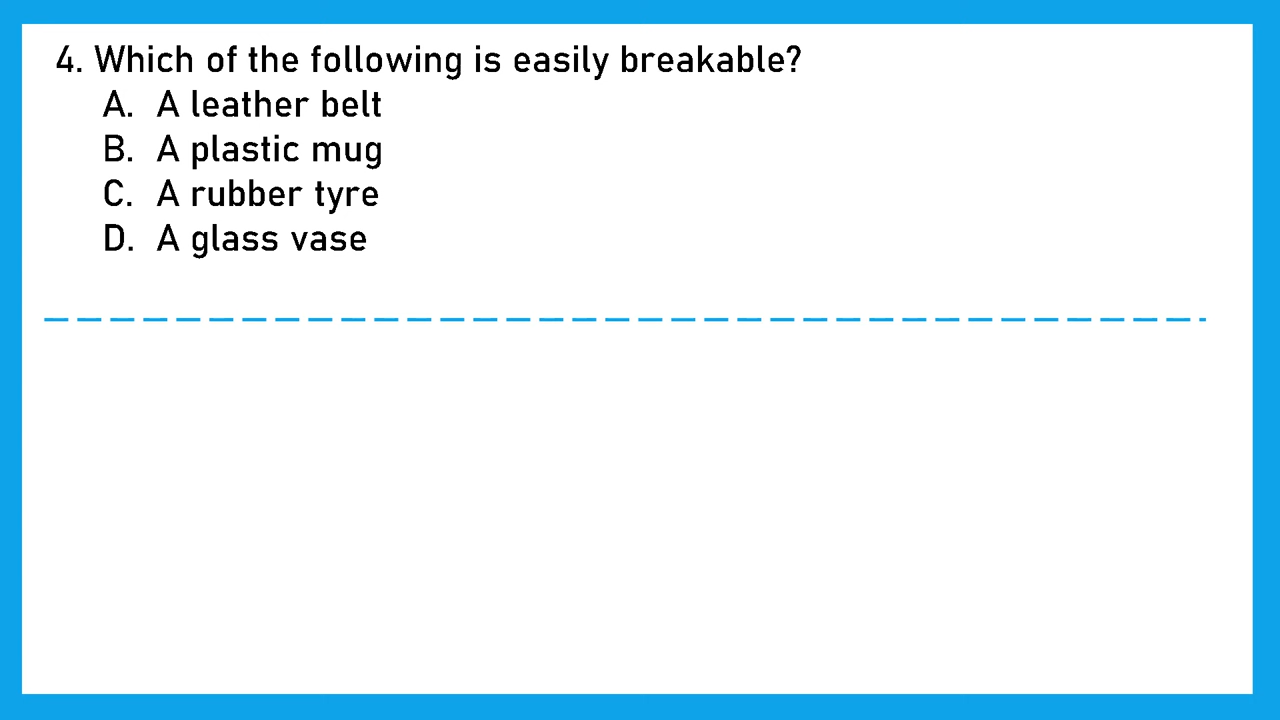 4. Which of the following is easily breakable?
A. A leather belt
B. A plastic mug
C. A rubber tyre
D. A glass vase